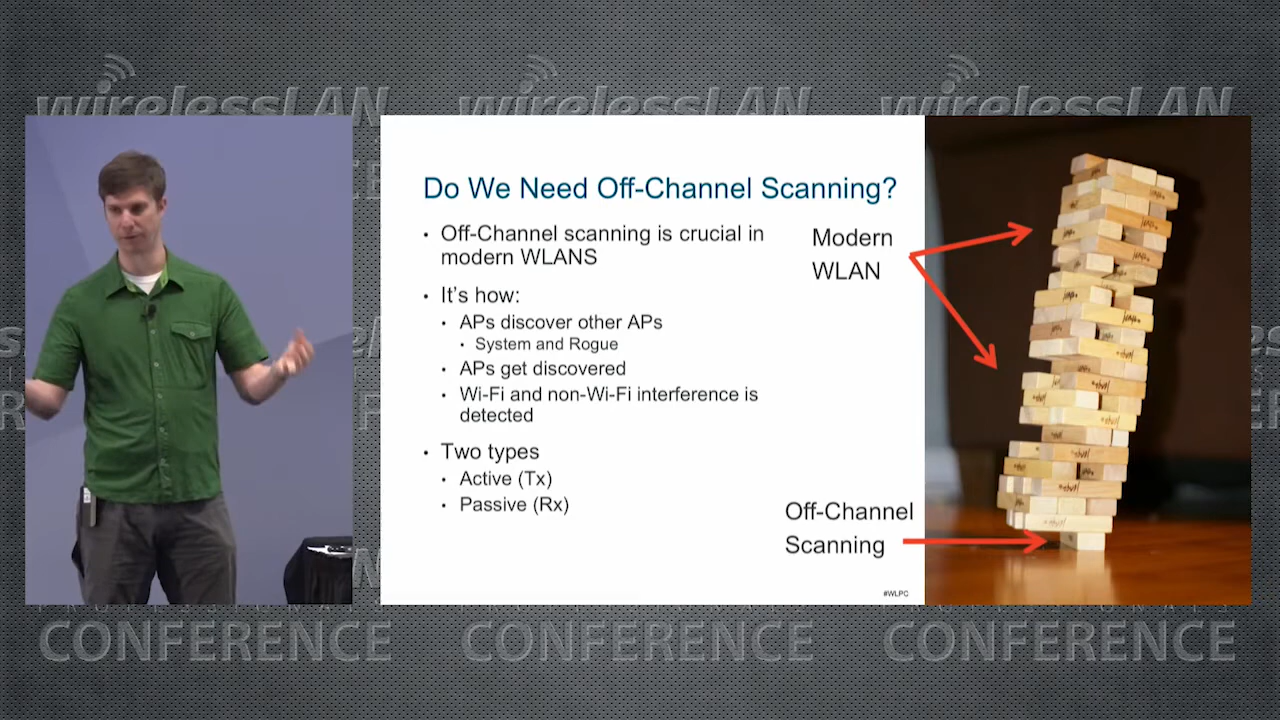 wirelessLAN wirelessLAN wirelessLAN
Do We Need Off-Channel Scanning?
• Off-Channel scanning is crucial in
modern WLANS
• It's how:
• APs discover other APs
• System and Rogue
• APs get discovered
• Wi-Fi and non-Wi-Fi interference is
detected
• Two types
• Active (Tx)
• Passive (Rx)
Modern
WLAN
Off-Channel
Scanning
#WLPC
CONFERENCE CONFERENCE CONFERENCE